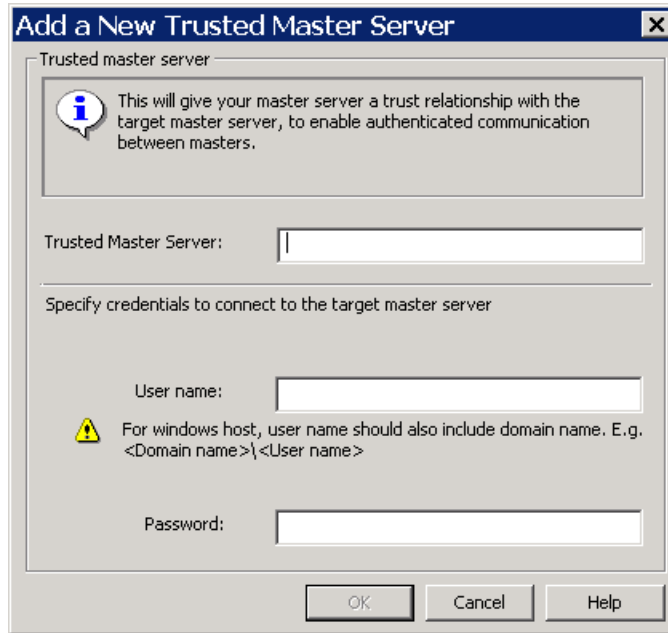 Add a New Trusted Master Server
Trusted master server
This will give your master server a trust relationship with the
target master server, to enable authenticated communication
between masters.
Trusted Master Server:
Specify credentials to connect to the target master server
User name:
For windows host, user name should also include domain name. E.g.
<Domain name>\<User name>
Password:
OK Cancel Help